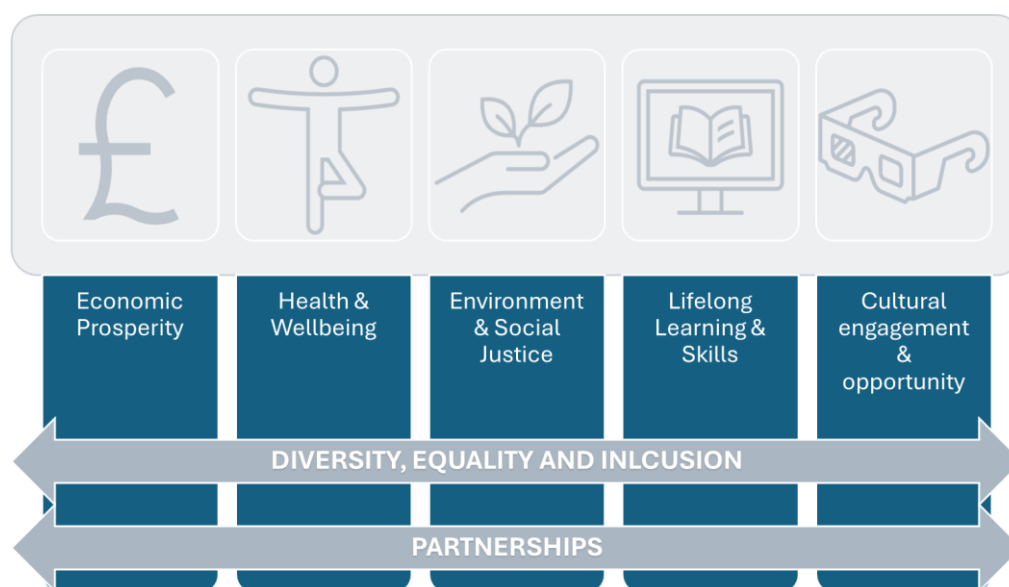 Economic
Prosperity
Health &
Wellbeing
Environment
& Social
Justice
Lifelong
Learning &
Skills
Cultural
engagement
&
opportunity
DIVERSITY, EQUALITY AND INLCUSION
PARTNERSHIPS